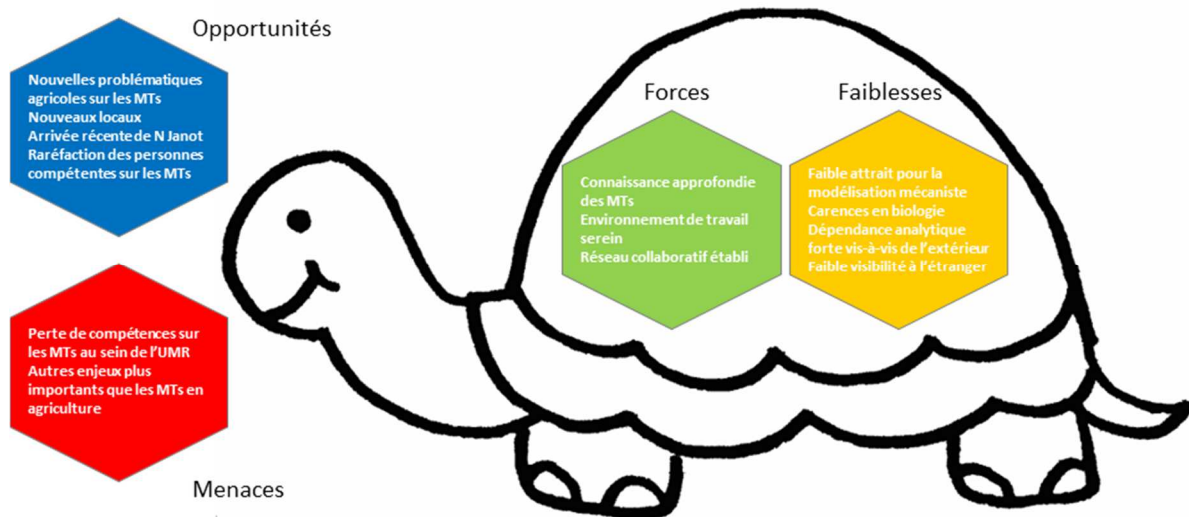 Opportunités
Nouvelles problématiques
agricoles sur les MTs
Nouveaux locaux
Arrivée récente de N Janot
Raréfaction des personnes
compétentes sur les MTs
Forces
Connaissance approfondie
des MTs
Environnement de travail
serein
Réseau collaboratif établi
Faiblesses
Faible attrait pour la
modélisation mécaniste
Carences en biologie
Dépendance analytique
forte vis-à-vis de l'extérieur
Faible visibilité à l'étranger
Perte de compétences sur
les MTs au sein de l'UMR
Autres enjeux plus
importants que les MTs en
agriculture
Menaces